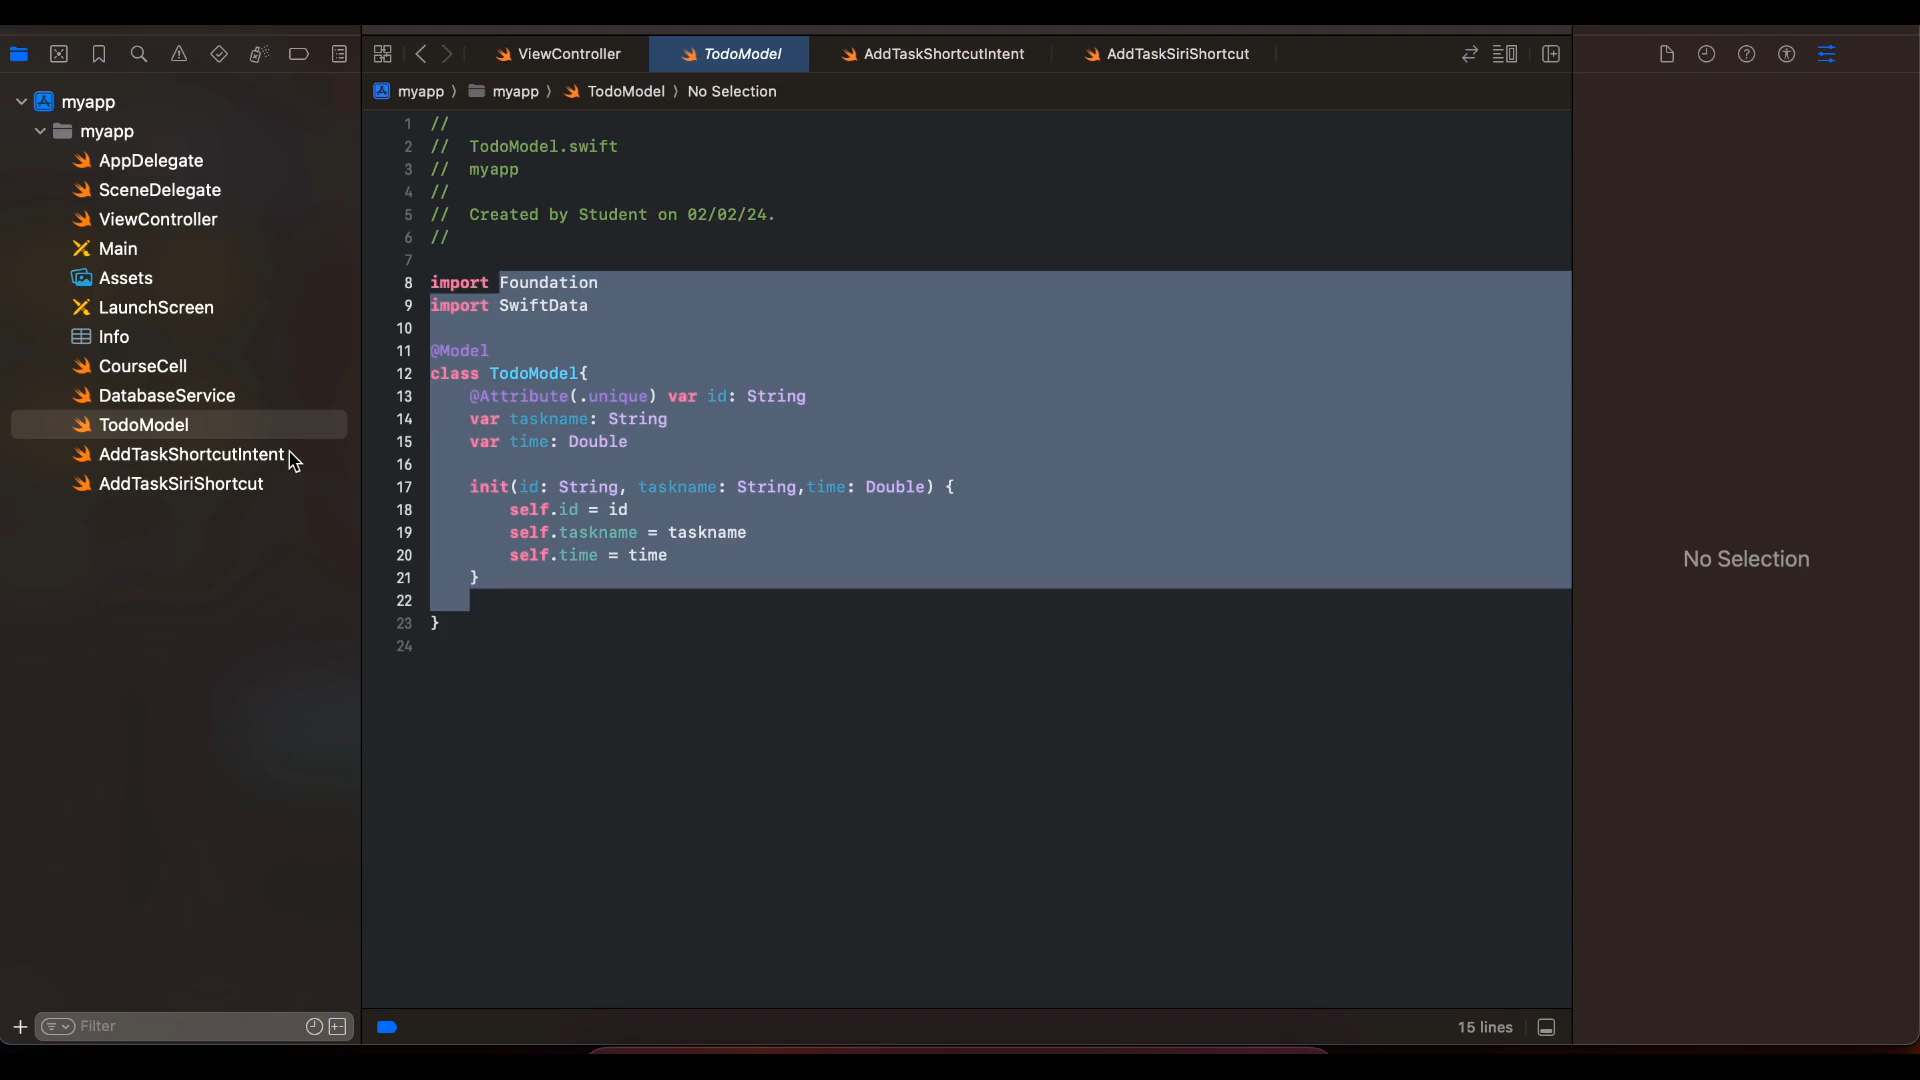 ViewController
TodoModel
AddTaskShortcutIntent
AddTaskSiriShortcut
myapp
myapp
AppDelegate
SceneDelegate
ViewController
Main
Assets
LaunchScreen
Info
CourseCell
DatabaseService
TodoModel
AddTaskShortcutIntent
AddTaskSiriShortcut
Filter
myapp 〉 myapp 〉 TodoModel 〉 No Selection
1 //
2 //  TodoModel.swift
3 //  myapp
4 //
5 //  Created by Student on 02/02/24.
6 //
7
8 import Foundation
9 import SwiftData
10
11 @Model
12 class TodoModel{
13     @Attribute(.unique) var id: String
14     var taskname: String
15     var time: Double
16
17     init(id: String, taskname: String,time: Double) {
18         self.id = id
19         self.taskname = taskname
20         self.time = time
21     }
22
23 }
24
15 lines
No Selection